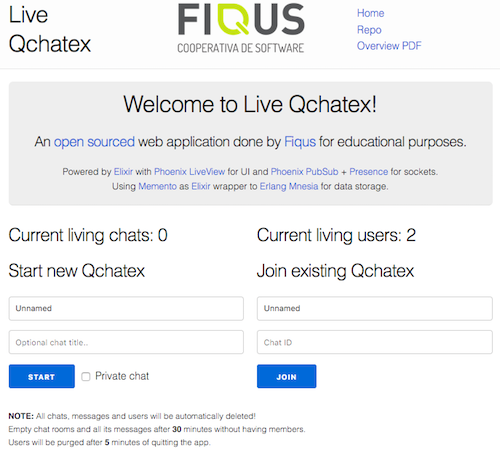 Live
Qchatex
FIQUS
COOPERATIVA DE SOFTWARE
Home
Repo
Overview PDF
Welcome to Live Qchatex!
An open sourced web application done by Fiqus for educational purposes.
Powered by Elixir with Phoenix LiveView for UI and Phoenix PubSub + Presence for sockets.
Using Memento as Elixir wrapper to Erlang Mnesia for data storage.
Current living chats: 0
Start new Qchatex
Unnamed
Optional chat title..
START
Private chat
Current living users: 2
Join existing Qchatex
Unnamed
Chat ID
JOIN
NOTE: All chats, messages and users will be automatically deleted!
Empty chat rooms and all its messages after 30 minutes without having members.
Users will be purged after 5 minutes of quitting the app.